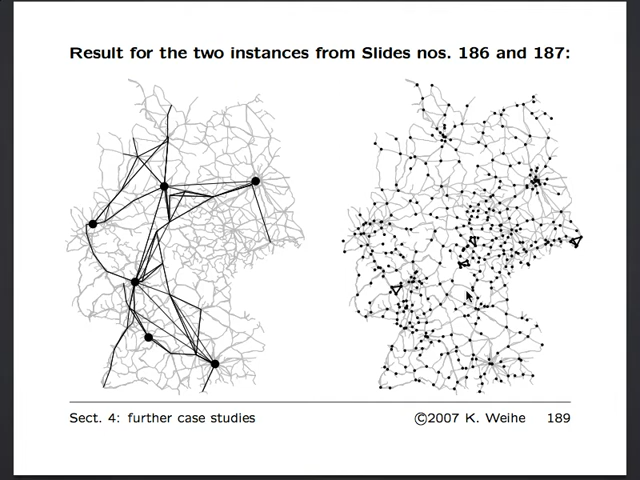 Result for the two instances from Slides nos. 186 and 187:
Sect. 4: further case studies
©2007 K. Weihe 189